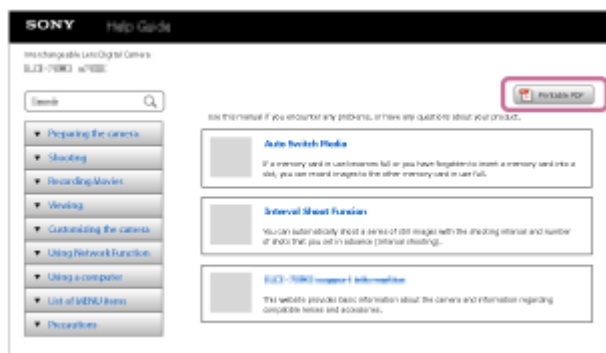 SONY Help Guide
Interchangeable Lens Digital Camera
Search
Printable PDF
Use this manual if you encounter any problems, or have any questions about your product.
Preparing the camera
Shooting
Recording Movies
Viewing
Customizing the camera
Using Network Function
Using a computer
List of MENU items
Precautions
Auto Switch Media
If a memory card in use becomes full or you have forgotten to insert a memory card into a
slot, you can record images to the other memory card in use full.
Interval Shoot Funsion
You can automatically shoot a series of still images with the shooting interval and number
of shots that you set in advance (Interval shooting).
support information
This website provides basic information about the camera and information regarding
compatible lenses and accessories.